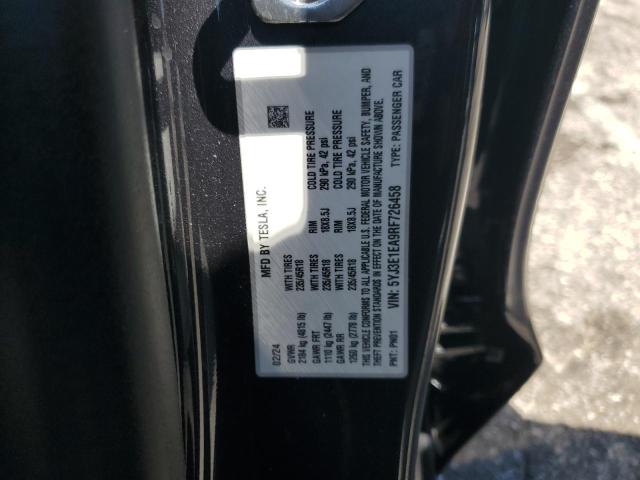 MFD BY TESLA, INC.
02/24
GVWR WITH TIRES RIM COLD TIRE PRESSURE
2184 kg (4815 lb) 235/45R18 18X8.5J 290 kPa, 42 psi
GAWR FRT WITH TIRES RIM COLD TIRE PRESSURE
1110 kg (2447 lb) 235/45R18 18X8.5J 290 kPa, 42 psi
GAWR RR WITH TIRES
1260 kg (2778 lb) 235/45R18
THIS VEHICLE CONFORMS TO ALL APPLICABLE U.S. FEDERAL MOTOR VEHICLE SAFETY, BUMPER, AND
THEFT PREVENTION STANDARDS IN EFFECT ON THE DATE OF MANUFACTURE SHOWN ABOVE.
VIN: 5YJ3E1EA9RF726458
PNT: PN01 TYPE: PASSENGER CAR